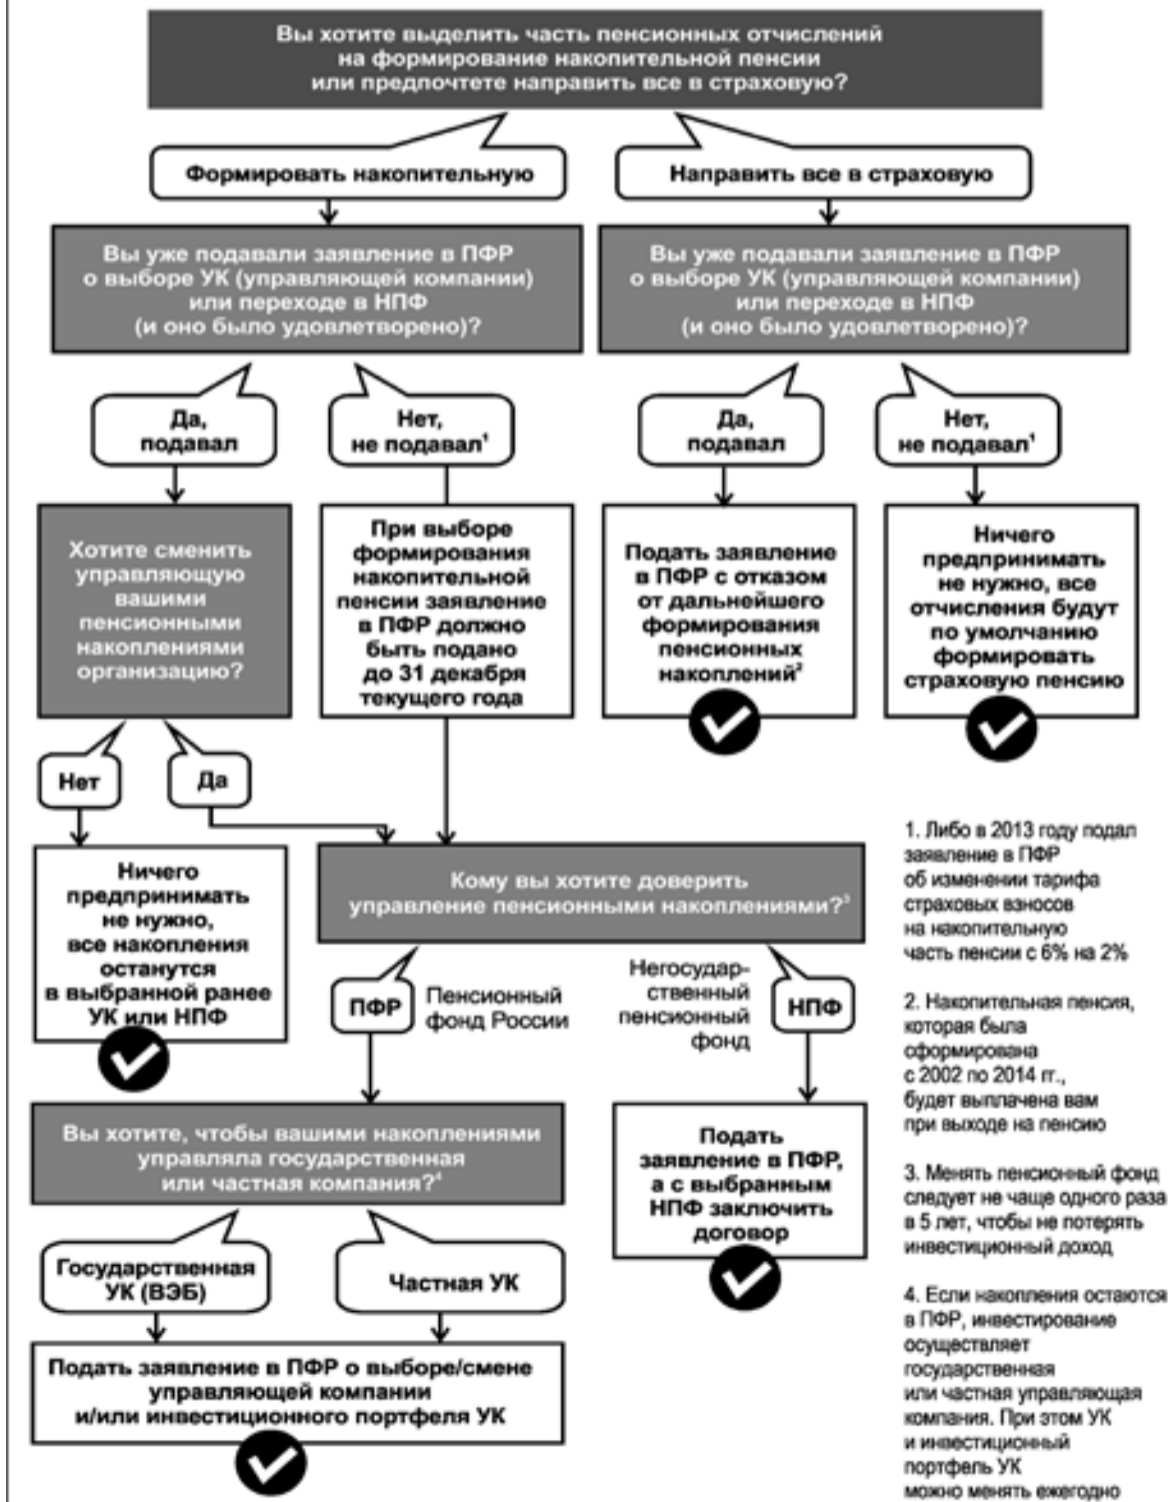 Вы хотите выделить часть пенсионных отчислений
на формирование накопительной пенсии
или предпочтете направить все в страховую?
Формировать накопительную
Направить все в страховую
Вы уже подавали заявление в ПФР
о выборе УК (управляющей компании)
или переходе в НПФ
(и оно было удовлетворено)?
Вы уже подавали заявление в ПФР
о выборе УК (управляющей компании)
или переходе в НПФ
(и оно было удовлетворено)?
Да,
подавал
Нет,
не подавал¹
Да,
подавал
Нет,
не подавал¹
Хотите сменить
управляющую
вашими
пенсионными
накоплениями
организацию?
При выборе
формирования
накопительной
пенсии заявление
в ПФР должно
быть подано
до 31 декабря
текущего года
Подать заявление
в ПФР с отказом
от дальнейшего
формирования
пенсионных
накоплений²
Ничего
предпринимать
не нужно, все
отчисления будут
по умолчанию
формировать
страховую пенсию
Нет
Да
Ничего
предпринимать
не нужно,
все накопления
останутся
в выбранной ранее
УК или НПФ
Кому вы хотите доверить
управление пенсионными накоплениями?³
ПФР
Пенсионный
фонд России
Негосудар-
ственный
пенсионный
фонд
НПФ
Вы хотите, чтобы вашими накоплениями
управляла государственная
или частная компания?⁴
Подать
заявление в ПФР,
а с выбранным
НПФ заключить
договор
Государственная
УК (ВЭБ)
Частная УК
Подать заявление в ПФР о выборе/смене
управляющей компании
и/или инвестиционного портфеля УК
1. Либо в 2013 году подал
заявление в ПФР
об изменении тарифа
страховых взносов
на накопительную
часть пенсии с 6% на 2%
2. Накопительная пенсия,
которая была
сформирована
с 2002 по 2014 гг.,
будет выплачена вам
при выходе на пенсию
3. Менять пенсионный фонд
следует не чаще одного раза
в 5 лет, чтобы не потерять
инвестиционный доход
4. Если накопления остаются
в ПФР, инвестирование
осуществляет
государственная
или частная управляющая
компания. При этом УК
и инвестиционный
портфель УК
можно менять ежегодно